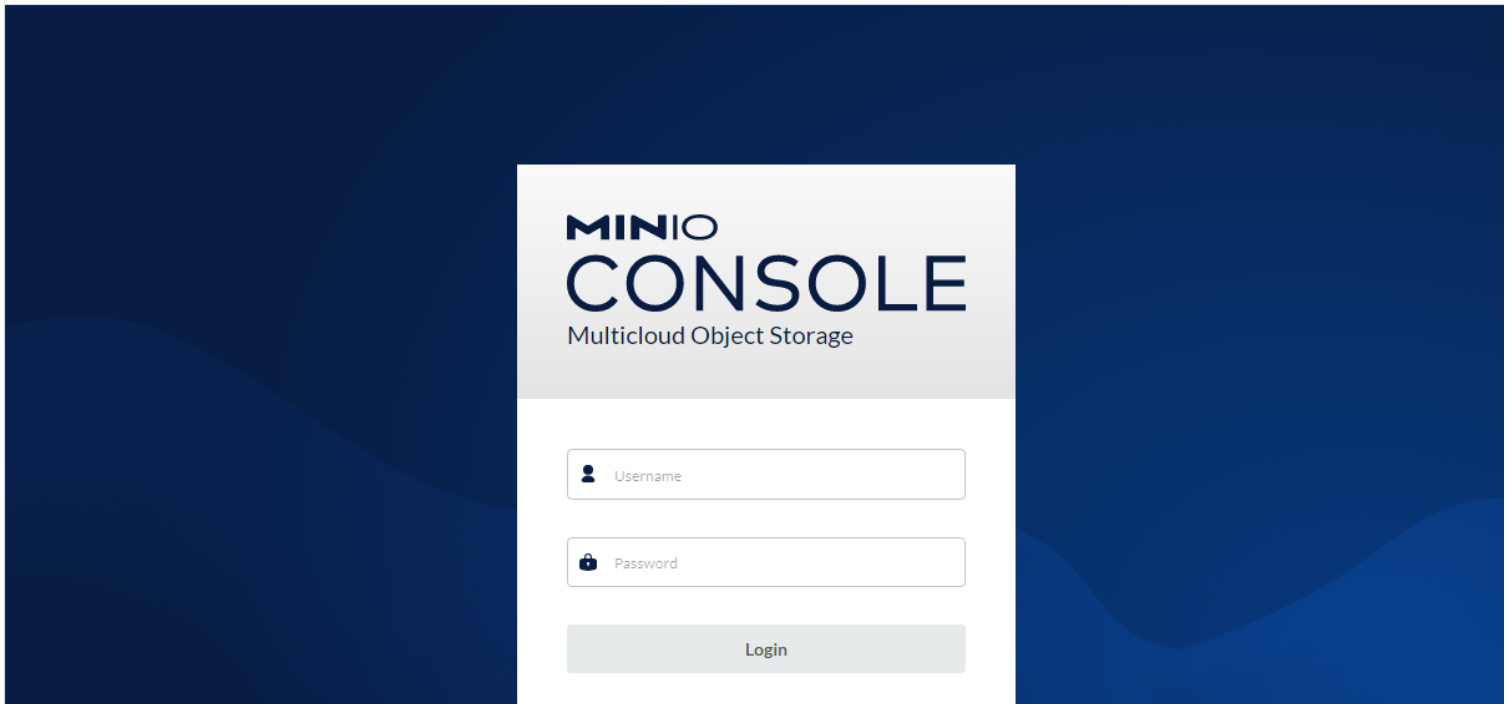 MINIO
CONSOLE
Multicloud Object Storage
Username
Password
Login